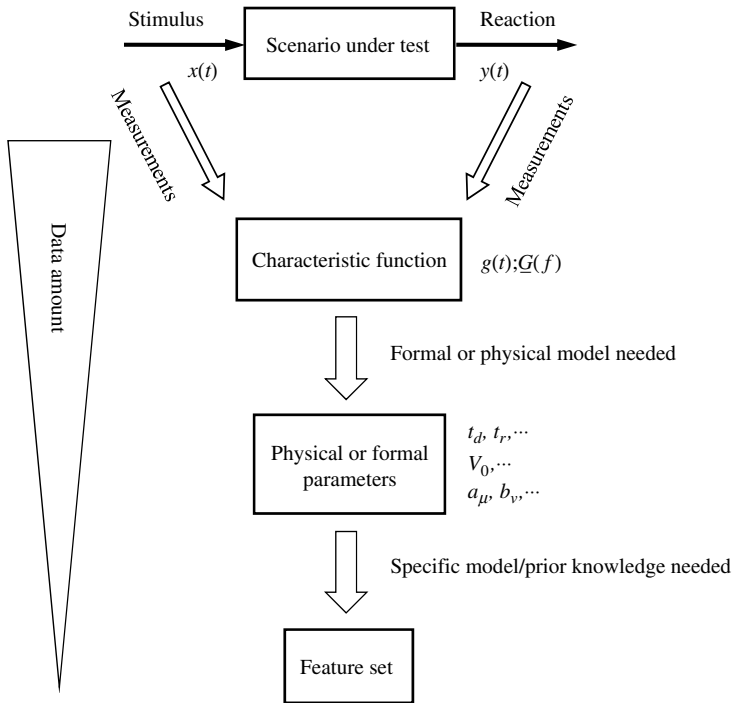 Stimulus
Scenario under test
Reaction
x(t)
y(t)
Measurements
Measurements
Data amount
Characteristic function
g(t);G(f)
Formal or physical model needed
Physical or formal
parameters
t_d, t_r,···
V_0,···
a_μ, b_ν,···
Specific model/prior knowledge needed
Feature set